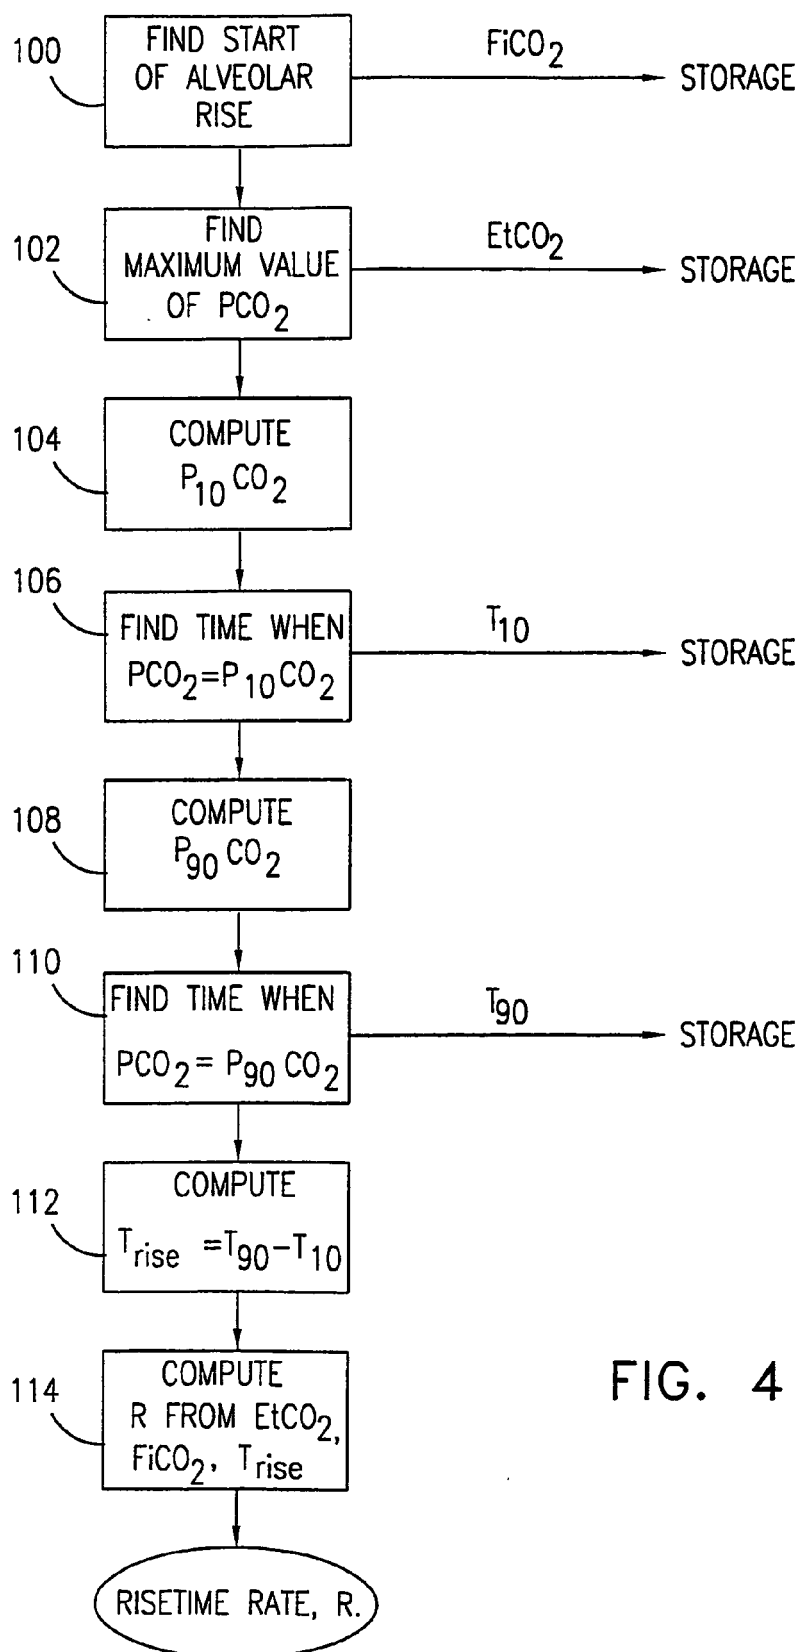 100
FIND START
OF ALVEOLAR
RISE
FiCO₂
STORAGE
102
FIND
MAXIMUM VALUE
OF PCO₂
EtCO₂
STORAGE
104
COMPUTE
P₁₀CO₂
106
FIND TIME WHEN
PCO₂=P₁₀CO₂
T₁₀
STORAGE
108
COMPUTE
P₉₀CO₂
110
FIND TIME WHEN
PCO₂= P₉₀CO₂
T₉₀
STORAGE
112
COMPUTE
Trise =T₉₀-T₁₀
114
COMPUTE
R FROM EtCO₂,
FiCO₂, Trise
RISETIME RATE, R.
FIG. 4